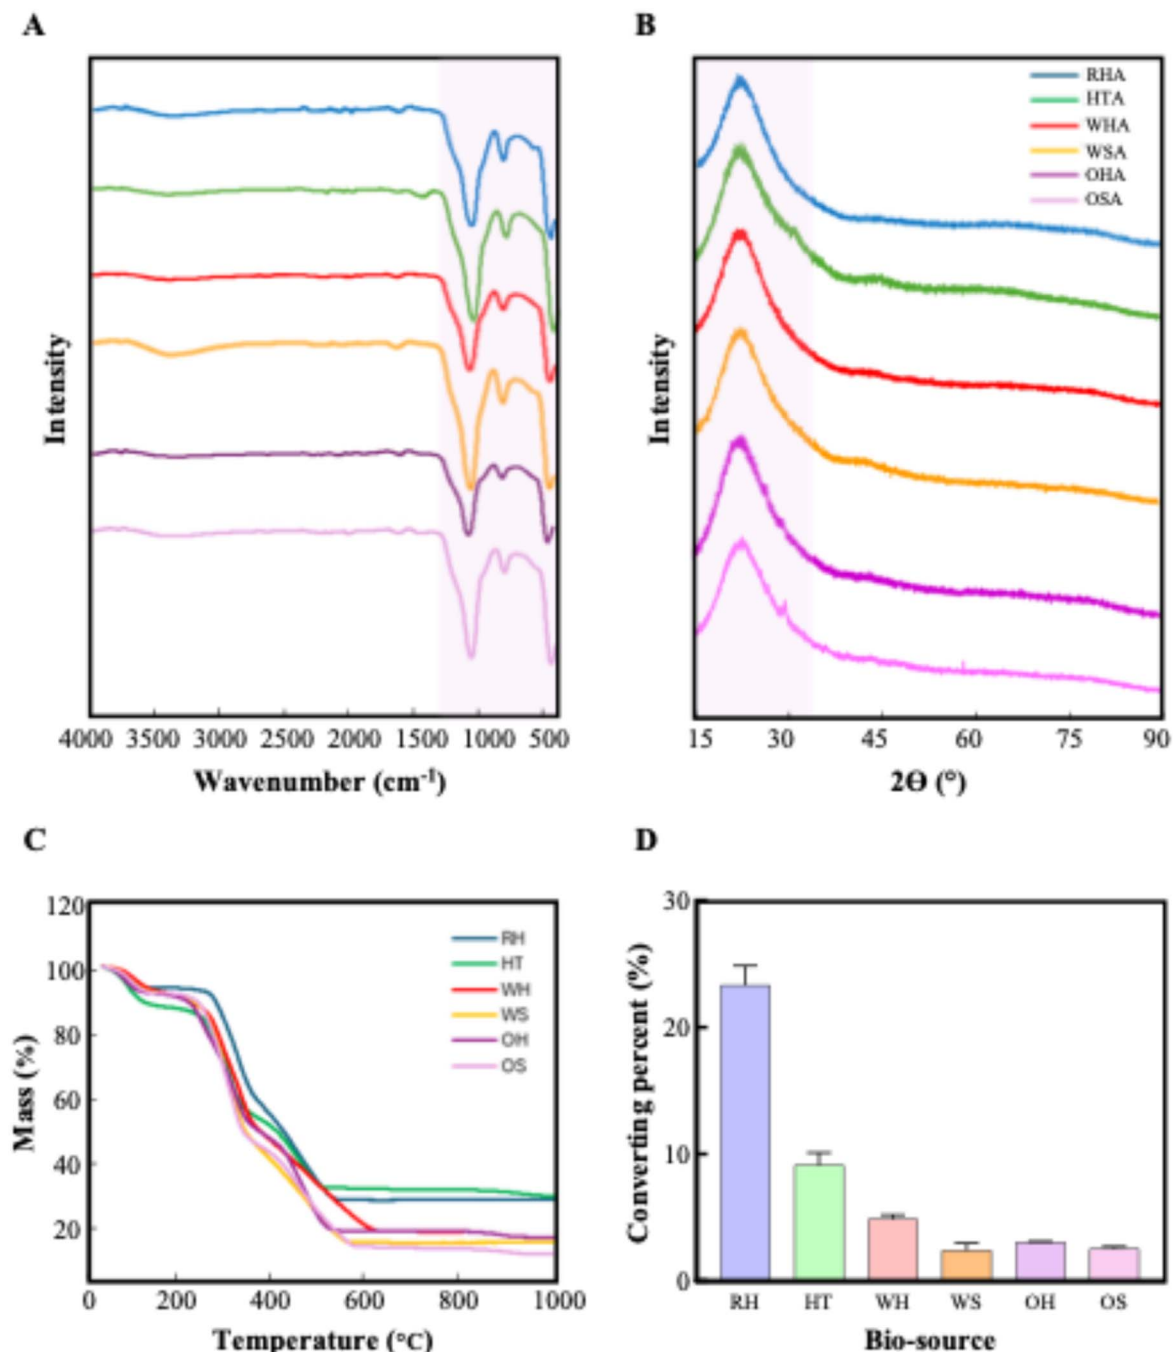 A
Intensity
4000 3500 3000 2500 2000 1500 1000 500
Wavenumber (cm-1)
B
RHA
HTA
WHA
WSA
OHA
OSA
Intensity
15 30 45 60 75 90
2Θ (°)
C
120
100
80
60
40
20
Mass (%)
RH
HT
WH
WS
OH
OS
0 200 400 600 800 1000
Temperature (°C)
D
30
20
10
0
Converting percent (%)
RH HT WH WS OH OS
Bio-source